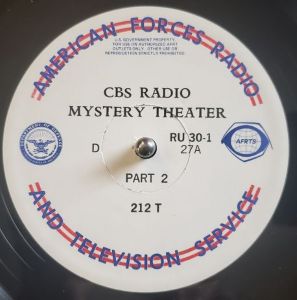 AMERICAN FORCES RADIO
U.S. GOVERNMENT PROPERTY.
FOR USE ON AUTHORIZED AFRT
OUTLETS ONLY. OTHER USE OR
REPRODUCTION STRICTLY PROHIBITED.
CBS RADIO
MYSTERY THEATER
RU 30-1
D 27A
AFRTS
PART 2
212 T
AND TELEVISION SERVICE